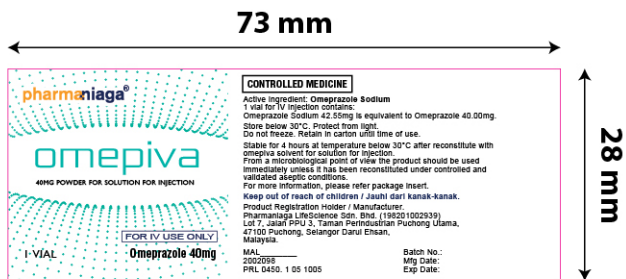 73 mm
pharmaniaga®
omepiva
40MG POWDER FOR SOLUTION FOR INJECTION
FOR IV USE ONLY
1·VIAL
Omeprazole 40mg
CONTROLLED MEDICINE
Active Ingredient: Omeprazole Sodium
1 vial for IV injection contains:
Omeprazole Sodium 42.55mg is equivalent to Omeprazole 40.00mg.
Store below 30°C. Protect from light.
Do not freeze. Retain in carton until time of use.
Stable for 4 hours at temperature below 30°C after reconstitute with
omepiva solvent for solution for injection.
From a microbiological point of view the product should be used
immediately unless it has been reconstituted under controlled and
validated aseptic conditions.
For more information, please refer package insert.
Keep out of reach of children / Jauhi dari kanak-kanak.
Product Registration Holder / Manufacturer.
Pharmaniaga LifeScience Sdn. Bhd. (198201002939)
Lot 7, Jalan PPU 3, Taman Perindustrian Puchong Utama,
47100 Puchong, Selangor Darul Ehsan,
Malaysia.
MAL________
2002098
PRL 0450. 1 05 1005
Batch No.:
Mfg Date:
Exp Date:
28 mm